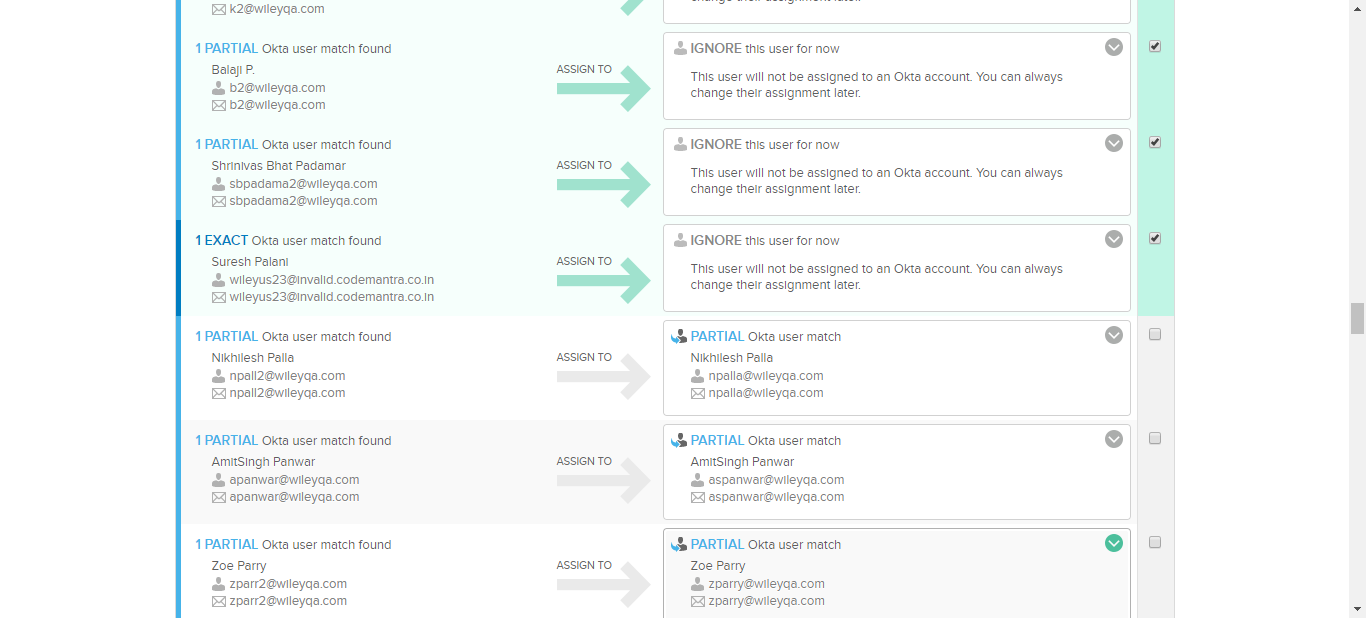 k2@wileyqa.com
change their assignment later.
1 PARTIAL Okta user match found
Balaji P.
b2@wileyqa.com
b2@wileyqa.com
ASSIGN TO
IGNORE this user for now
This user will not be assigned to an Okta account. You can always
change their assignment later.
1 PARTIAL Okta user match found
Shrinivas Bhat Padamar
sbpadama2@wileyqa.com
sbpadama2@wileyqa.com
ASSIGN TO
IGNORE this user for now
This user will not be assigned to an Okta account. You can always
change their assignment later.
1 EXACT Okta user match found
Suresh Palani
wileyus23@invalid.codemantra.co.in
wileyus23@invalid.codemantra.co.in
ASSIGN TO
IGNORE this user for now
This user will not be assigned to an Okta account. You can always
change their assignment later.
1 PARTIAL Okta user match found
Nikhilesh Palla
npall2@wileyqa.com
npall2@wileyqa.com
ASSIGN TO
PARTIAL Okta user match
Nikhilesh Palla
npalla@wileyqa.com
npalla@wileyqa.com
1 PARTIAL Okta user match found
AmitSingh Panwar
apanwar@wileyqa.com
apanwar@wileyqa.com
ASSIGN TO
PARTIAL Okta user match
AmitSingh Panwar
aspanwar@wileyqa.com
aspanwar@wileyqa.com
1 PARTIAL Okta user match found
Zoe Parry
zparr2@wileyqa.com
zparr2@wileyqa.com
ASSIGN TO
PARTIAL Okta user match
Zoe Parry
zparry@wileyqa.com
zparry@wileyqa.com